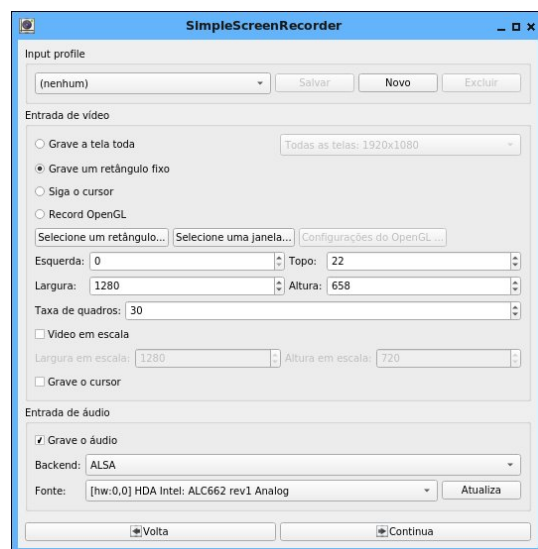 SimpleScreenRecorder
Input profile
(nenhum) Salvar Novo Excluir
Entrada de vídeo
Grave a tela toda Todas as telas: 1920x1080
Grave um retângulo fixo
Siga o cursor
Record OpenGL
Selecione um retângulo... Selecione uma janela... Configurações do OpenGL ...
Esquerda: 0 Topo: 22
Largura: 1280 Altura: 658
Taxa de quadros: 30
Video em escala
Largura em escala: 1280 Altura em escala: 720
Grave o cursor
Entrada de áudio
Grave o áudio
Backend: ALSA
Fonte: [hw:0,0] HDA Intel: ALC662 rev1 Analog Atualiza
Volta Continua